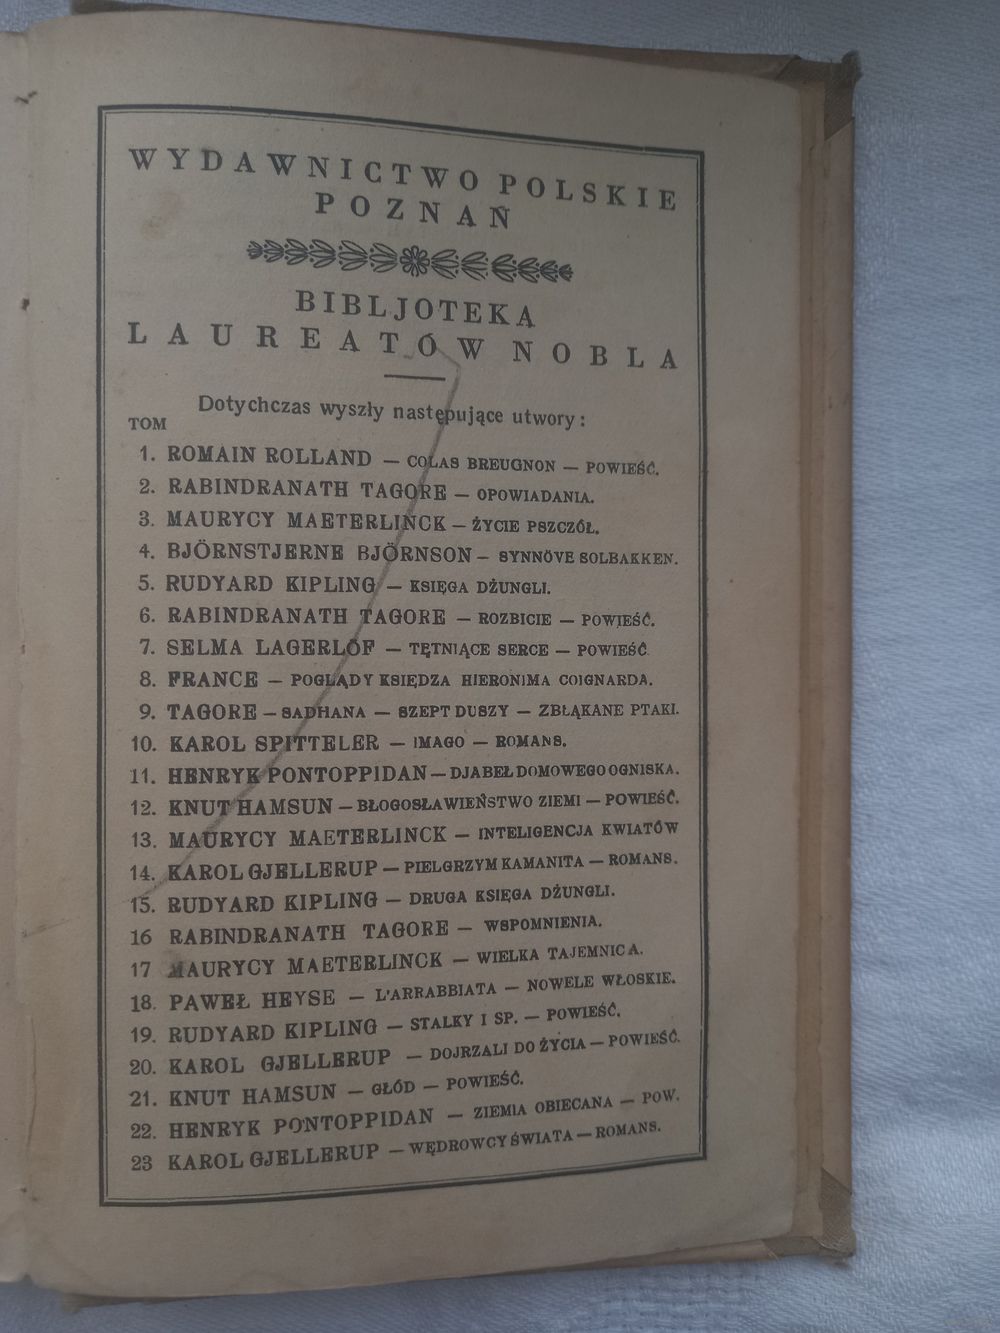 WYDAWNICTWO POLSKIE
POZNAŃ
BIBLJOTEKA
LAUREATÓW NOBLA
Dotychczas wyszły następujące utwory:
TOM
1. ROMAIN ROLLAND — COLAS BREUGNON — POWIEŚĆ.
2. RABINDRANATH TAGORE — OPOWIADANIA.
3. MAURYCY MAETERLINCK — ŻYCIE PSZCZÓŁ.
4. BJÖRNSTJERNE BJÖRNSON — SYNNÖVE SOLBAKKEN.
5. RUDYARD KIPLING — KSIĘGA DŻUNGLI.
6. RABINDRANATH TAGORE — ROZBICIE — POWIEŚĆ.
7. SELMA LAGERLÖF — TĘTNIĄCE SERCE — POWIEŚĆ
8. FRANCE — POGLĄDY KSIĘDZA HIERONIMA COIGNARDA.
9. TAGORE — SADHANA — SZEPT DUSZY — ZBŁĄKANE PTAKI.
10. KAROL SPITTELER — IMAGO — ROMANS.
11. HENRYK PONTOPPIDAN — DJABEŁ DOMOWEGO OGNISKA.
12. KNUT HAMSUN — BŁOGOSŁAWIEŃSTWO ZIEMI — POWIEŚĆ.
13. MAURYCY MAETERLINCK — INTELIGENCJA KWIATÓW
14. KAROL GJELLERUP — PIELGRZYM KAMANITA — ROMANS.
15. RUDYARD KIPLING — DRUGA KSIĘGA DŻUNGLI.
16 RABINDRANATH TAGORE — WSPOMNIENIA.
17 MAURYCY MAETERLINCK — WIELKA TAJEMNICA.
18. PAWEŁ HEYSE — L'ARRABBIATA — NOWELE WŁOSKIE.
19. RUDYARD KIPLING — STALKY I SP. — POWIEŚĆ.
20. KAROL GJELLERUP — DOJRZALI DO ŻYCIA — POWIEŚĆ.
21. KNUT HAMSUN — GŁÓD — POWIEŚĆ.
22. HENRYK PONTOPPIDAN — ZIEMIA OBIECANA — POW.
23 KAROL GJELLERUP — WĘDROWCY ŚWIATA — ROMANS.